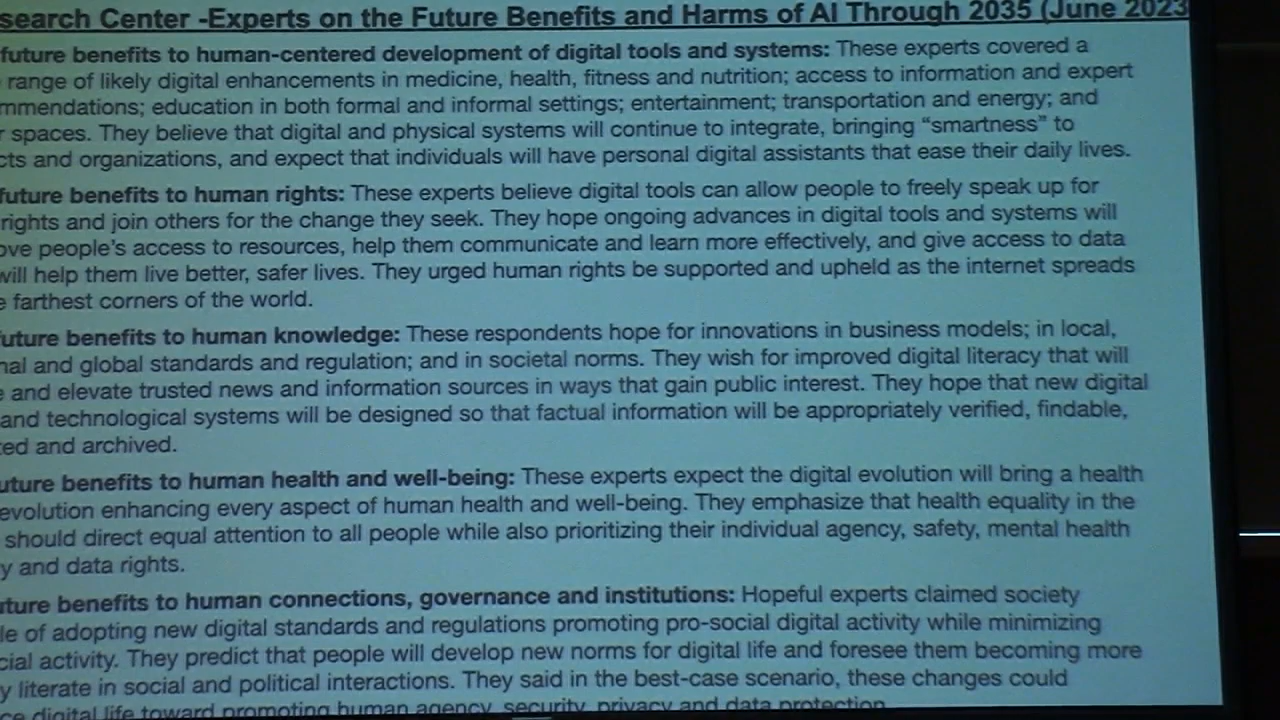 search Center -Experts on the Future Benefits and Harms of AI Through 2035 (June 2023
future benefits to human-centered development of digital tools and systems: These experts covered a
range of likely digital enhancements in medicine, health, fitness and nutrition; access to information and expert
mmendations; education in both formal and informal settings; entertainment; transportation and energy; and
r spaces. They believe that digital and physical systems will continue to integrate, bringing “smartness” to
cts and organizations, and expect that individuals will have personal digital assistants that ease their daily lives.
future benefits to human rights: These experts believe digital tools can allow people to freely speak up for
rights and join others for the change they seek. They hope ongoing advances in digital tools and systems will
ove people’s access to resources, help them communicate and learn more effectively, and give access to data
will help them live better, safer lives. They urged human rights be supported and upheld as the internet spreads
e farthest corners of the world.
uture benefits to human knowledge: These respondents hope for innovations in business models; in local,
nal and global standards and regulation; and in societal norms. They wish for improved digital literacy that will
e and elevate trusted news and information sources in ways that gain public interest. They hope that new digital
and technological systems will be designed so that factual information will be appropriately verified, findable,
ted and archived.
uture benefits to human health and well-being: These experts expect the digital evolution will bring a health
evolution enhancing every aspect of human health and well-being. They emphasize that health equality in the
should direct equal attention to all people while also prioritizing their individual agency, safety, mental health
y and data rights.
uture benefits to human connections, governance and institutions: Hopeful experts claimed society
le of adopting new digital standards and regulations promoting pro-social digital activity while minimizing
cial activity. They predict that people will develop new norms for digital life and foresee them becoming more
y literate in social and political interactions. They said in the best-case scenario, these changes could
ce digital life toward promoting human agency, security, privacy and data protection.